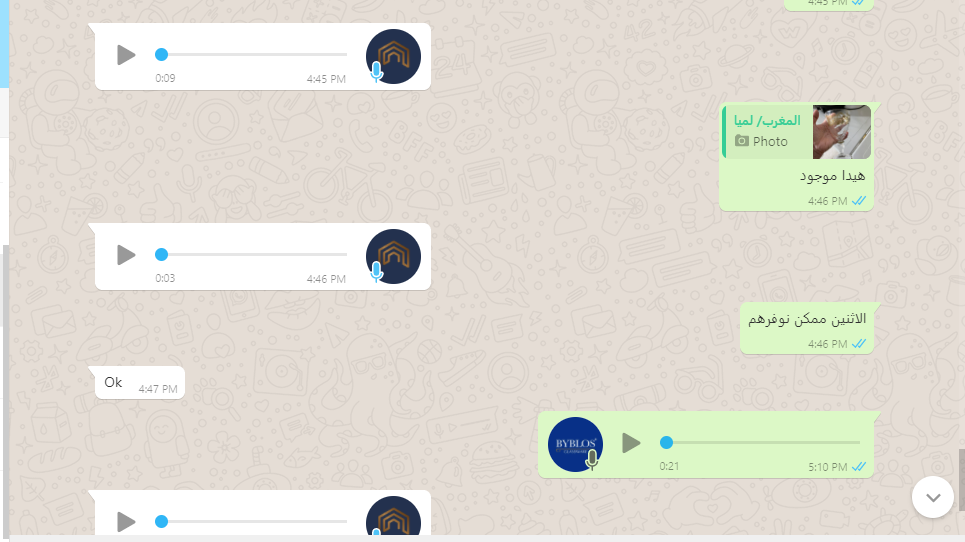 4:45 PM
0:09
4:45 PM
المغرب/ لميا
Photo
هيدا موجود
4:46 PM
0:03
4:46 PM
الاثنين ممكن نوفرهم
4:46 PM
Ok
4:47 PM
BYBLOS
0:21
5:10 PM